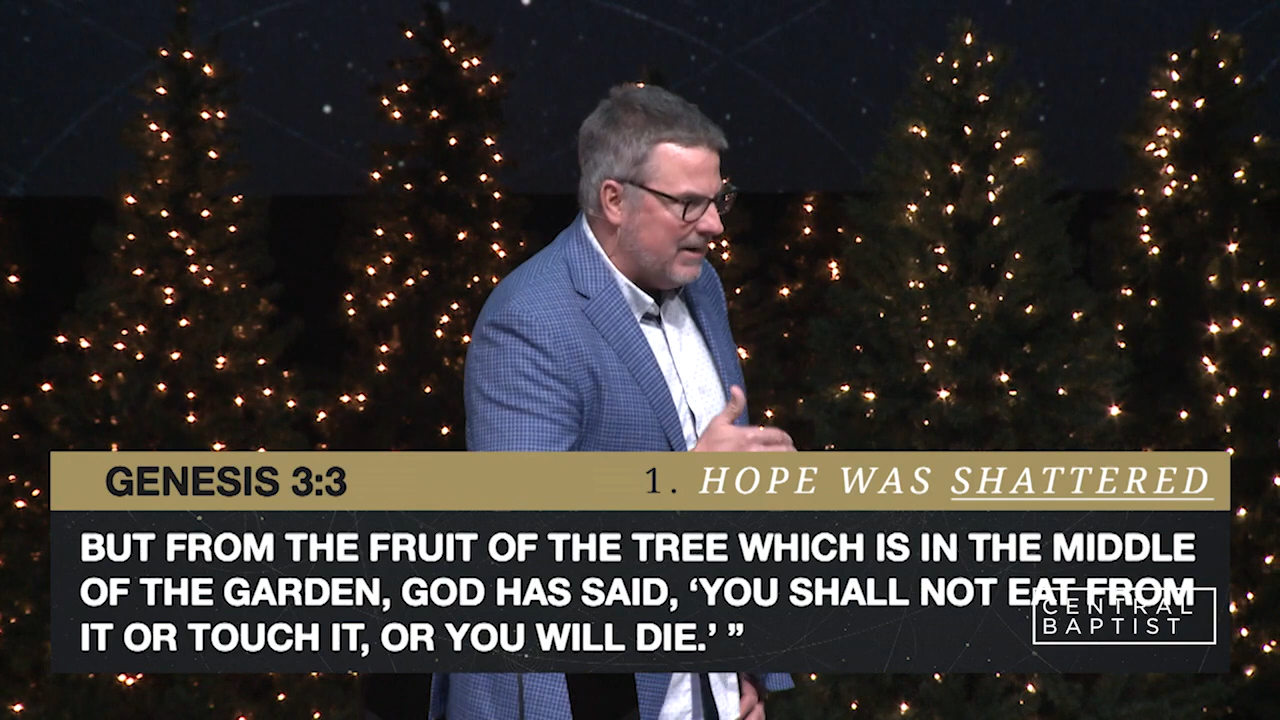 GENESIS 3:3
1. HOPE WAS SHATTERED
BUT FROM THE FRUIT OF THE TREE WHICH IS IN THE MIDDLE
OF THE GARDEN, GOD HAS SAID, ‘YOU SHALL NOT EAT FROM
IT OR TOUCH IT, OR YOU WILL DIE.’ ”
CENTRAL
BAPTIST